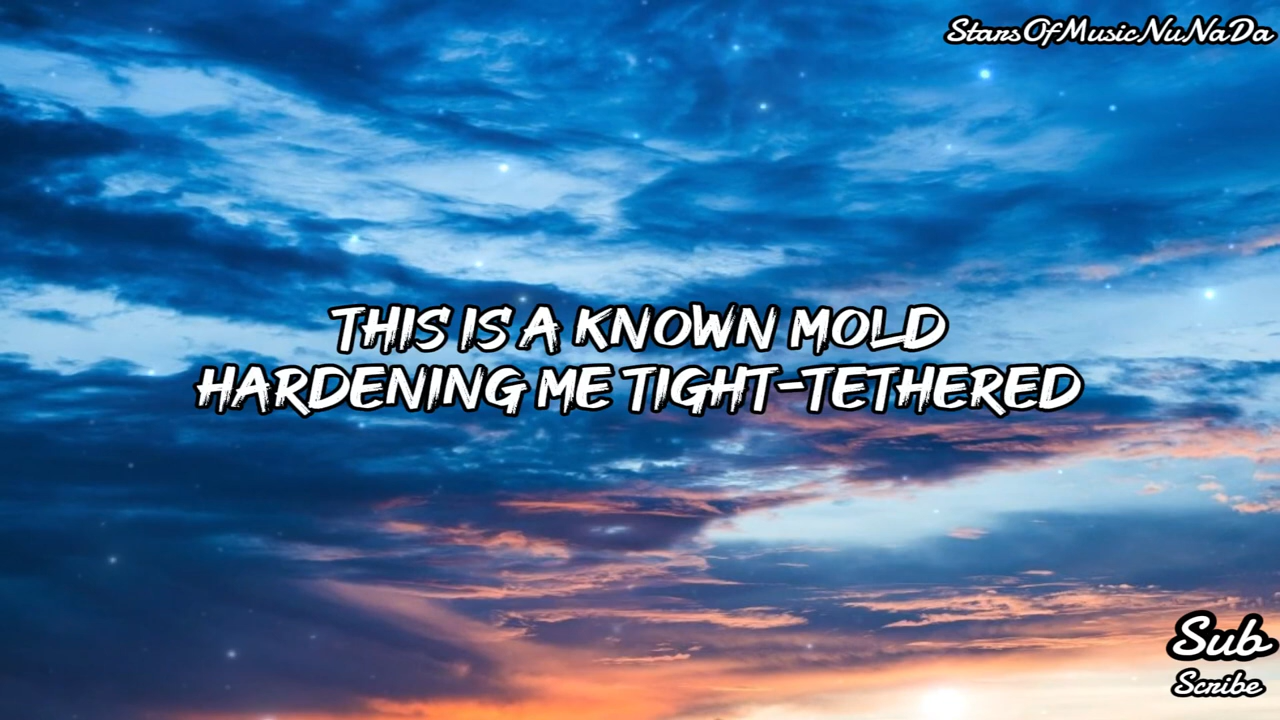 StarsOfMusicNuNaDa
THIS IS A KNOWN MOLD
HARDENING ME TIGHT-TETHERED
Sub
Scribe